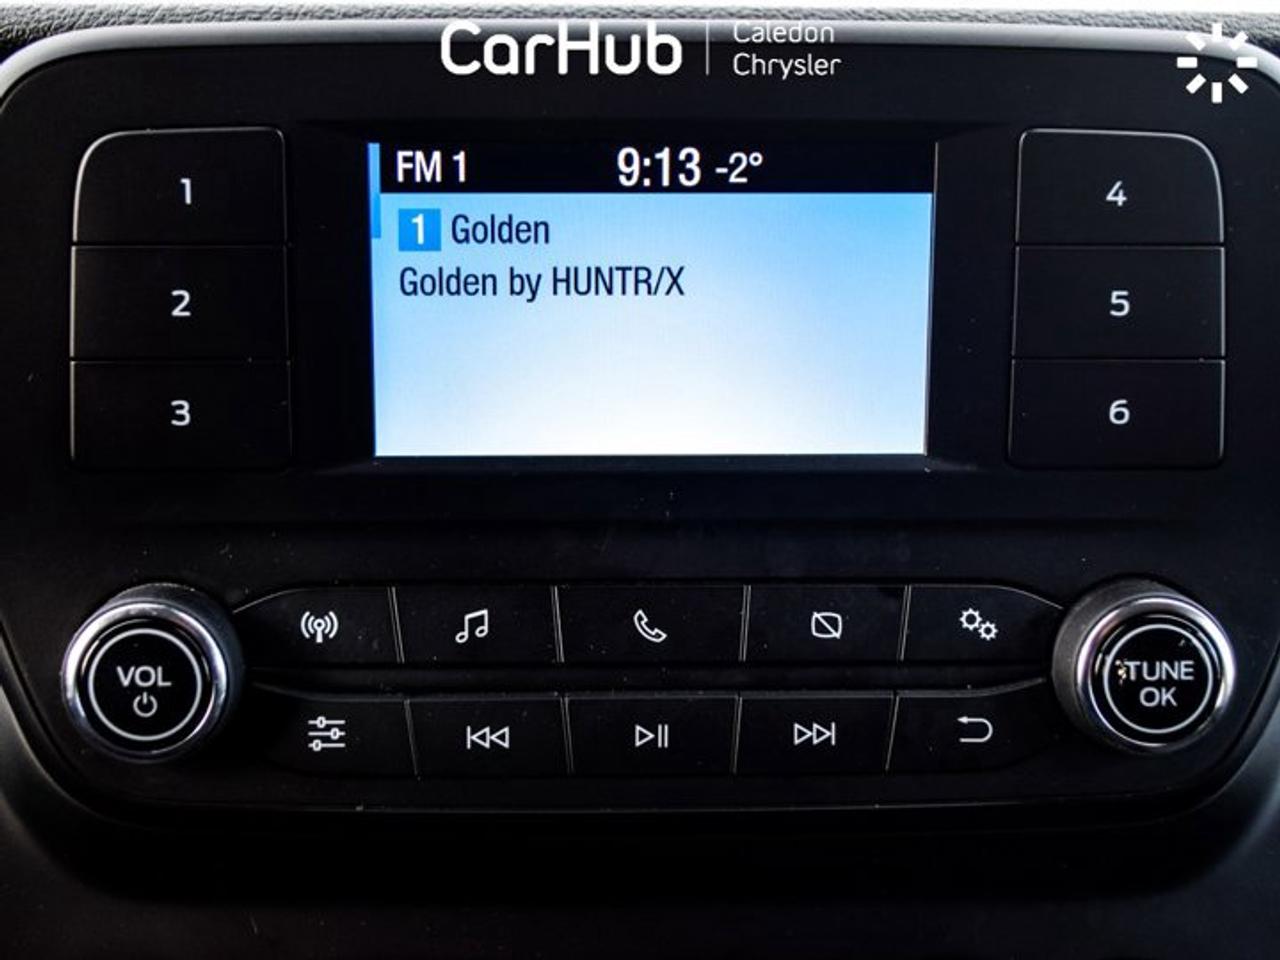 CarHub
Caledon
Chrysler
FM 1 9:13 -2°
1 Golden
Golden by HUNTR/X
1
2
3
4
5
6
VOL
TUNE
OK